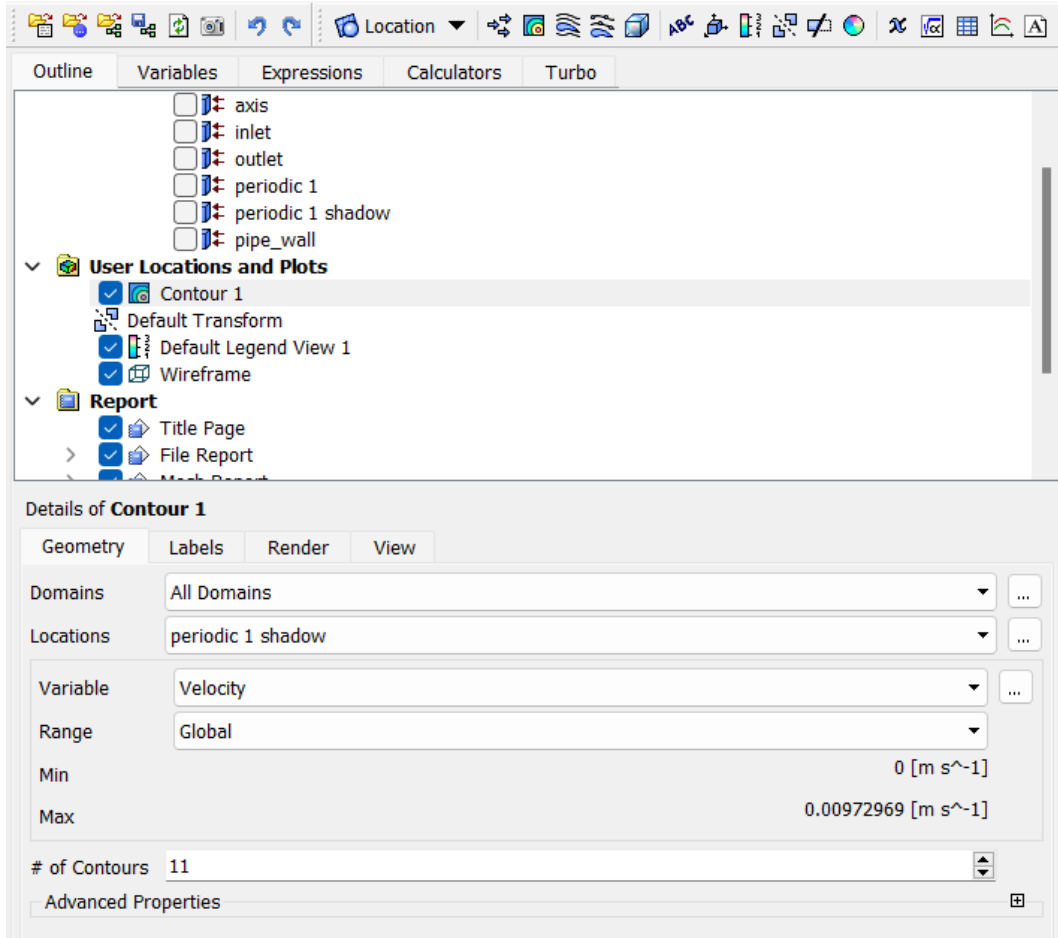 Location
Outline Variables Expressions Calculators Turbo
axis
inlet
outlet
periodic 1
periodic 1 shadow
pipe_wall
User Locations and Plots
Contour 1
Default Transform
Default Legend View 1
Wireframe
Report
Title Page
File Report
Mesh Report
Details of Contour 1
Geometry Labels Render View
Domains All Domains ...
Locations periodic 1 shadow ...
Variable Velocity ...
Range Global
Min 0 [m s^-1]
Max 0.00972969 [m s^-1]
# of Contours 11
Advanced Properties